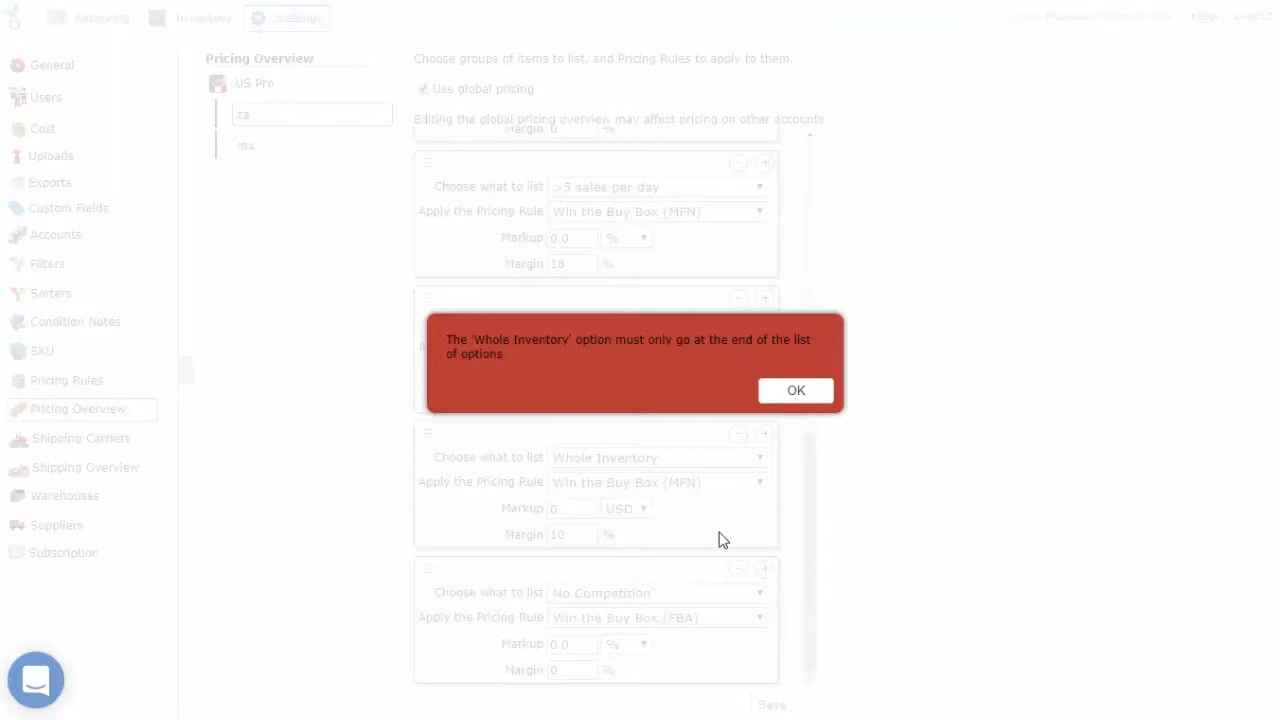 Receiving
Inventory
Settings
Help
Logout
General
Users
Cost
Uploads
Exports
Custom Fields
Accounts
Filters
Sorters
Condition Notes
SKU
Pricing Rules
Pricing Overview
Shipping Carriers
Shipping Overview
Warehouses
Suppliers
Subscription
Pricing Overview
US Pro
ca
mx
Choose groups of items to list, and Pricing Rules to apply to them.
Use global pricing
Editing the global pricing overview may affect pricing on other accounts.
Margin 0 %
Choose what to list >5 sales per day
Apply the Pricing Rule Win the Buy Box (MFN)
Markup 0.0 %
Margin 18 %
The 'Whole Inventory' option must only go at the end of the list
of options
OK
Choose what to list Whole Inventory
Apply the Pricing Rule Win the Buy Box (MFN)
Markup 0 USD
Margin 10 %
Choose what to list No Competition
Apply the Pricing Rule Win the Buy Box (FBA)
Markup 0.0 %
Margin 0 %
Save